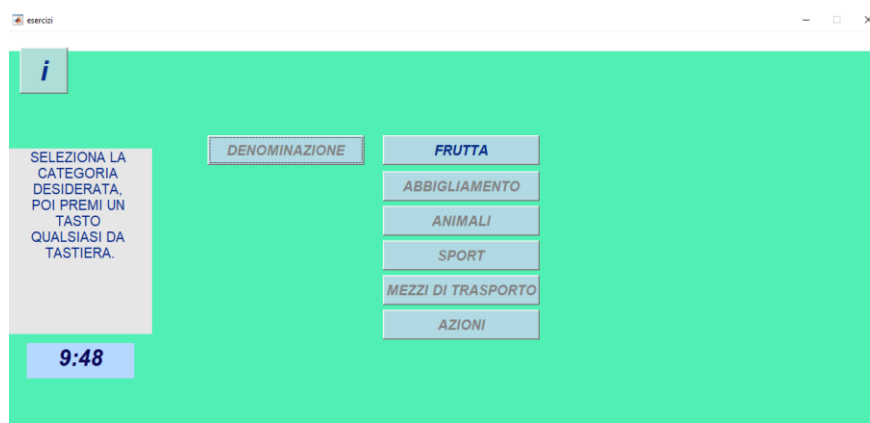 esercizi
i
SELEZIONA LA
CATEGORIA
DESIDERATA,
POI PREMI UN
TASTO
QUALSIASI DA
TASTIERA.
9:48
DENOMINAZIONE
FRUTTA
ABBIGLIAMENTO
ANIMALI
SPORT
MEZZI DI TRASPORTO
AZIONI